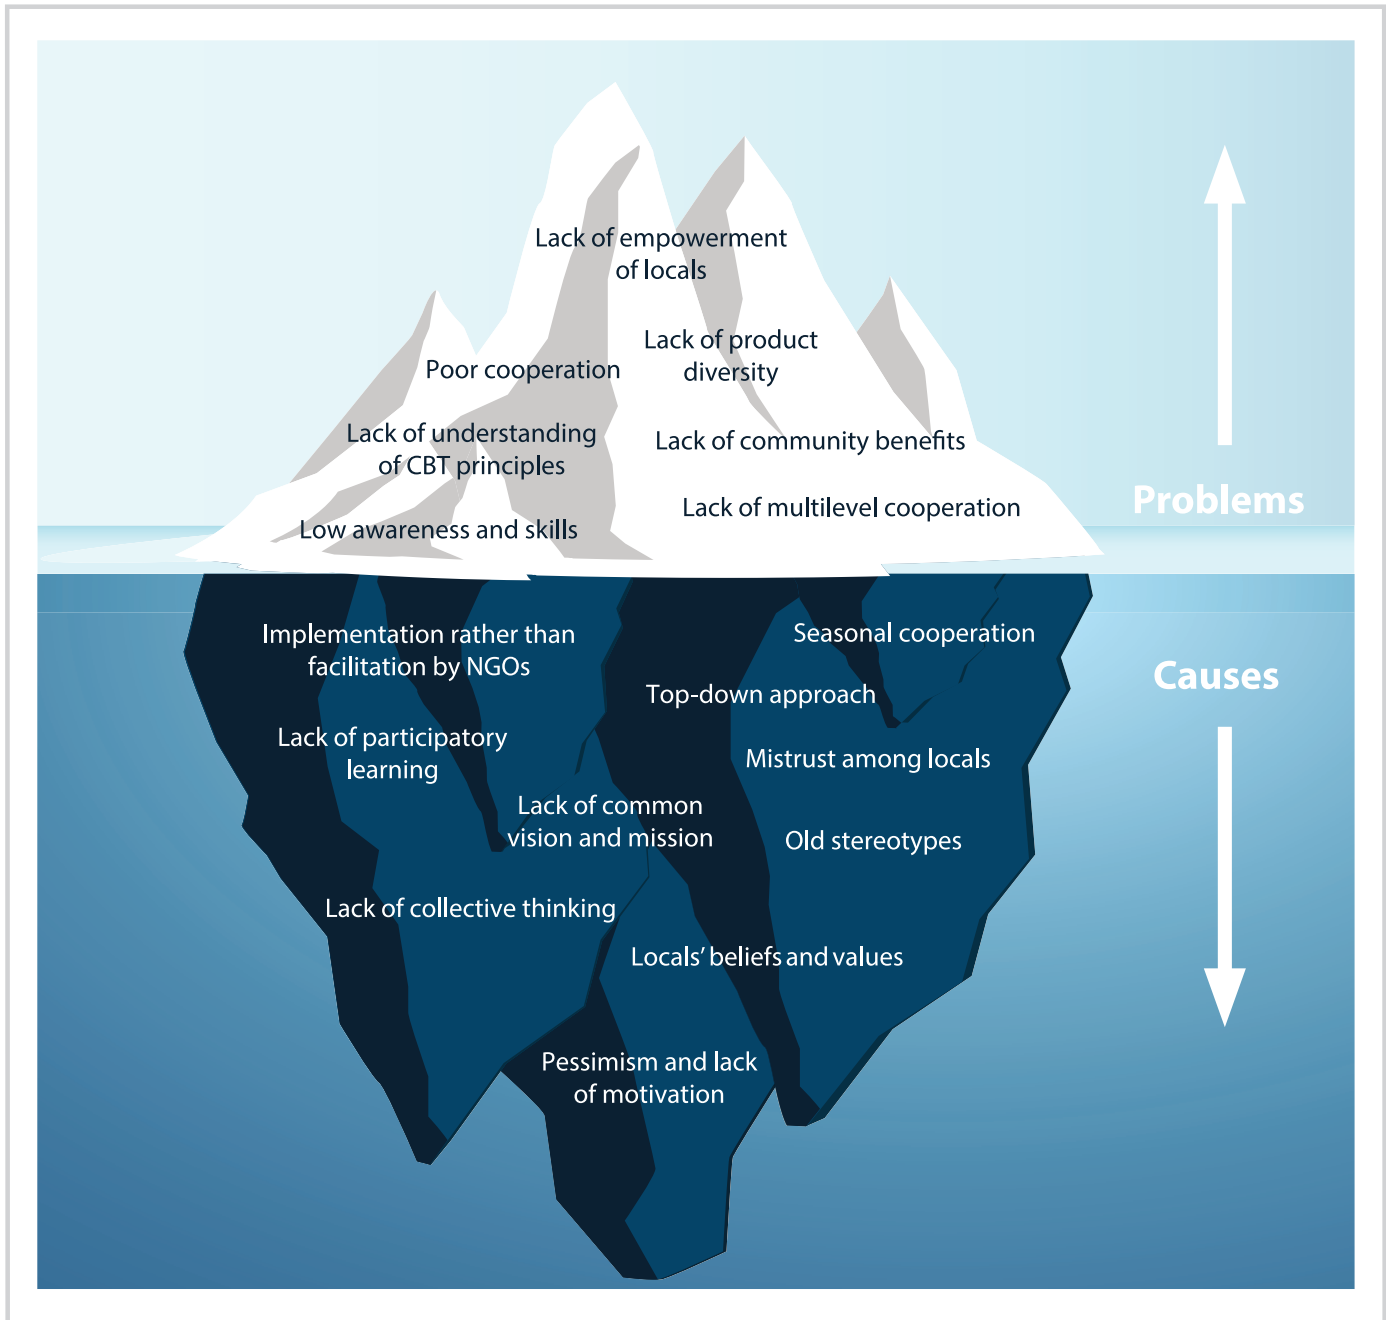 Lack of empowerment
of locals
Lack of product
diversity
Poor cooperation
Lack of understanding
of CBT principles
Lack of community benefits
Lack of multilevel cooperation
Low awareness and skills
Problems
Implementation rather than
facilitation by NGOs
Seasonal cooperation
Causes
Top-down approach
Lack of participatory
learning
Mistrust among locals
Lack of common
vision and mission
Old stereotypes
Lack of collective thinking
Locals’ beliefs and values
Pessimism and lack
of motivation